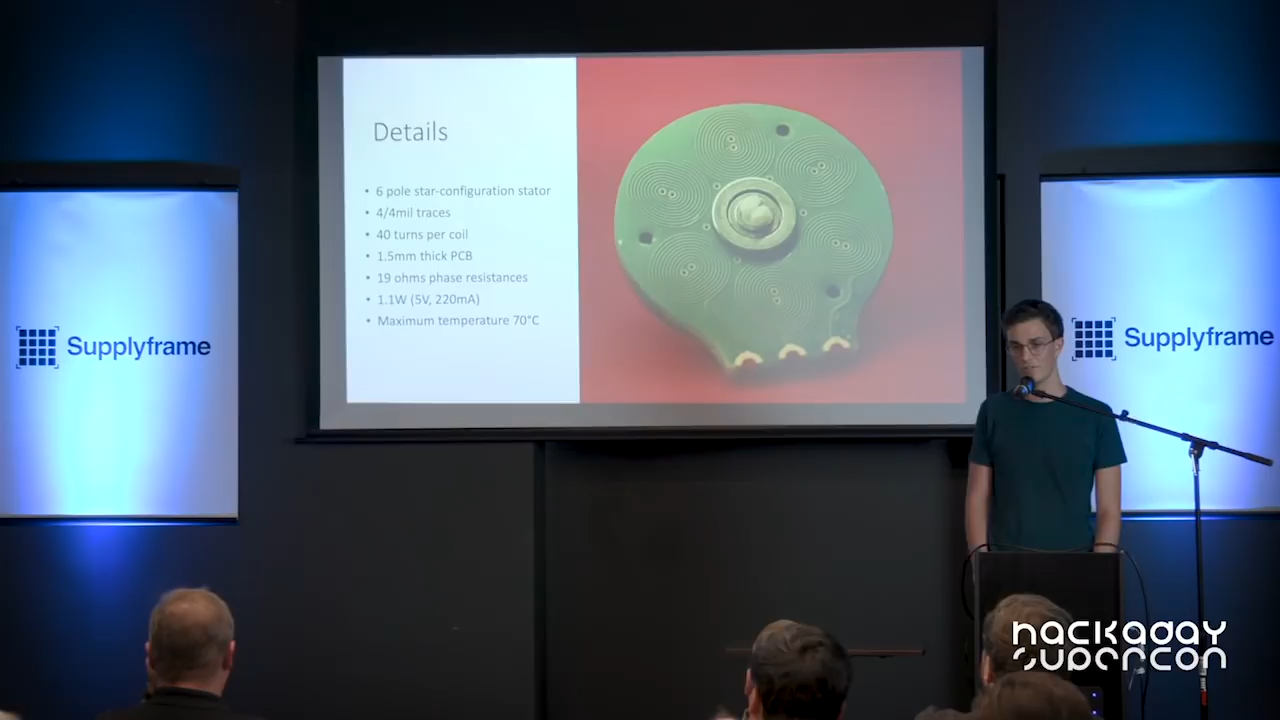 Details
• 6 pole star-configuration stator
• 4/4mil traces
• 40 turns per coil
• 1.5mm thick PCB
• 19 ohms phase resistances
• 1.1W (5V, 220mA)
• Maximum temperature 70°C
Supplyframe
Supplyframe
hackaday
supercon